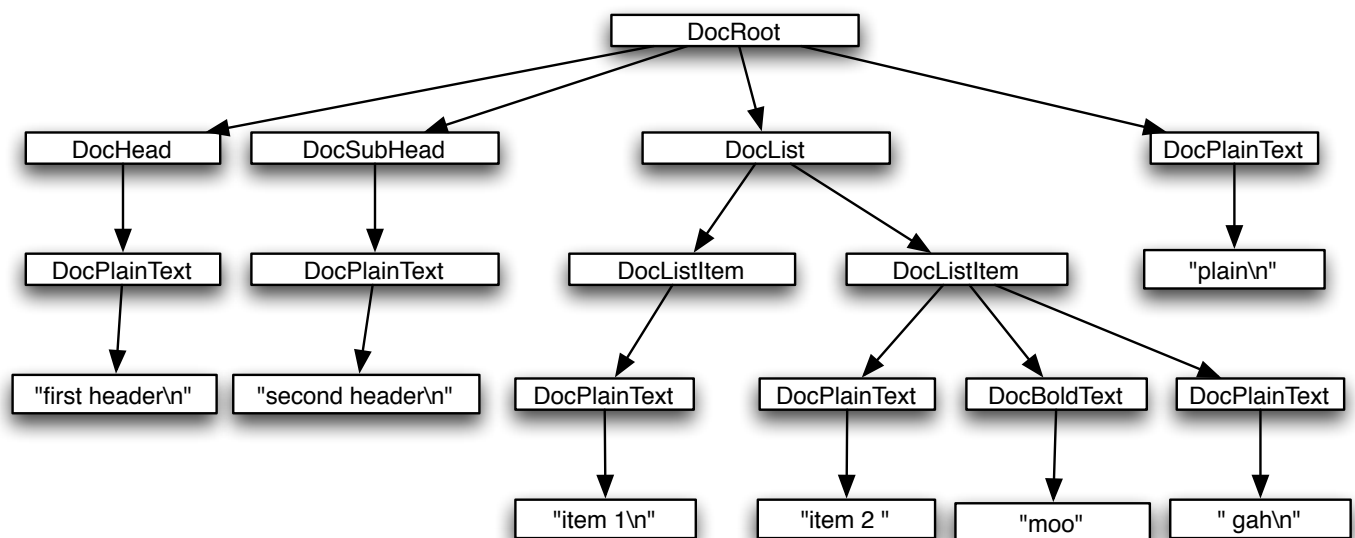 DocRoot
DocHead
DocSubHead
DocList
DocPlainText
DocPlainText
DocPlainText
DocListItem
DocListItem
"plain\n"
"first header\n"
"second header\n"
DocPlainText
DocPlainText
DocBoldText
DocPlainText
"item 1\n"
"item 2 "
"moo"
" gah\n"